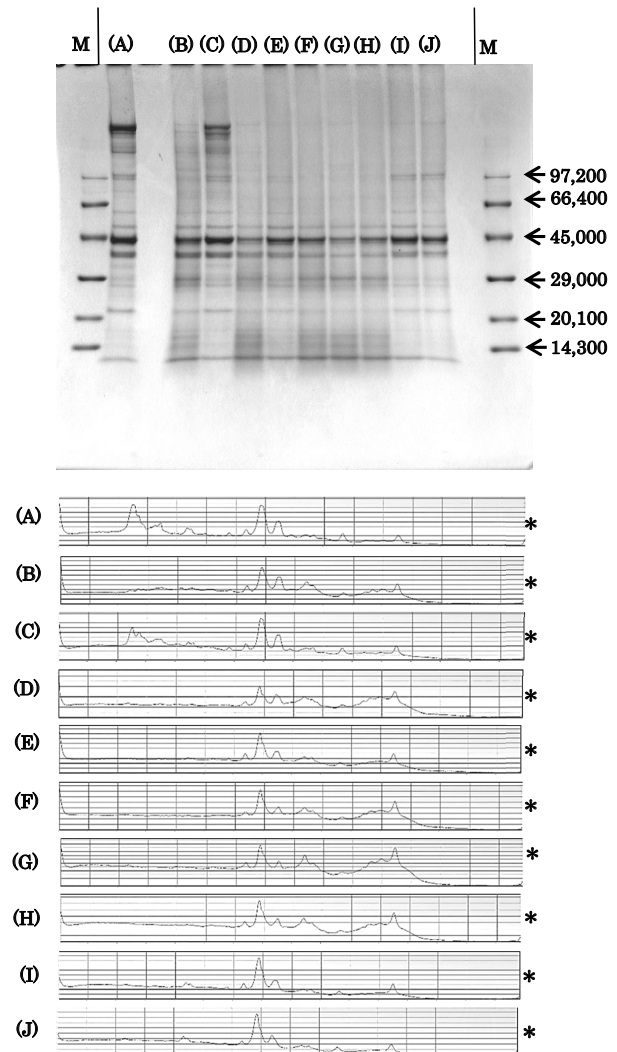 M (A) (B) (C) (D) (E) (F) (G) (H) (I) (J) M
← 97,200
← 66,400
← 45,000
← 29,000
← 20,100
← 14,300
(A) *
(B) *
(C) *
(D) *
(E) *
(F) *
(G) *
(H) *
(I) *
(J) *